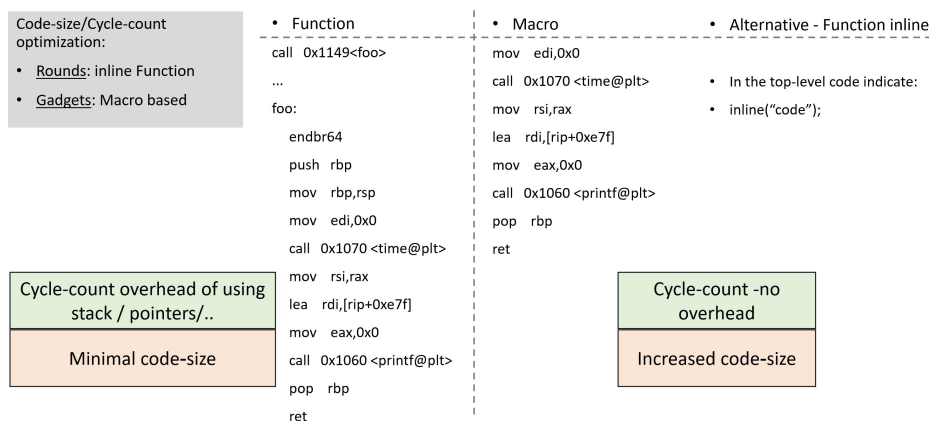 Code-size/Cycle-count
optimization:
• Rounds: inline Function
• Gadgets: Macro based
• Function
call 0x1149<foo>
...
foo:
endbr64
push rbp
mov rbp,rsp
mov edi,0x0
call 0x1070 <time@plt>
mov rsi,rax
lea rdi,[rip+0xe7f]
mov eax,0x0
call 0x1060 <printf@plt>
pop rbp
ret
• Macro
mov edi,0x0
call 0x1070 <time@plt>
mov rsi,rax
lea rdi,[rip+0xe7f]
mov eax,0x0
call 0x1060 <printf@plt>
pop rbp
ret
• Alternative - Function inline
• In the top-level code indicate:
• inline(“code”);
Cycle-count overhead of using
stack / pointers/..
Minimal code-size
Cycle-count -no
overhead
Increased code-size